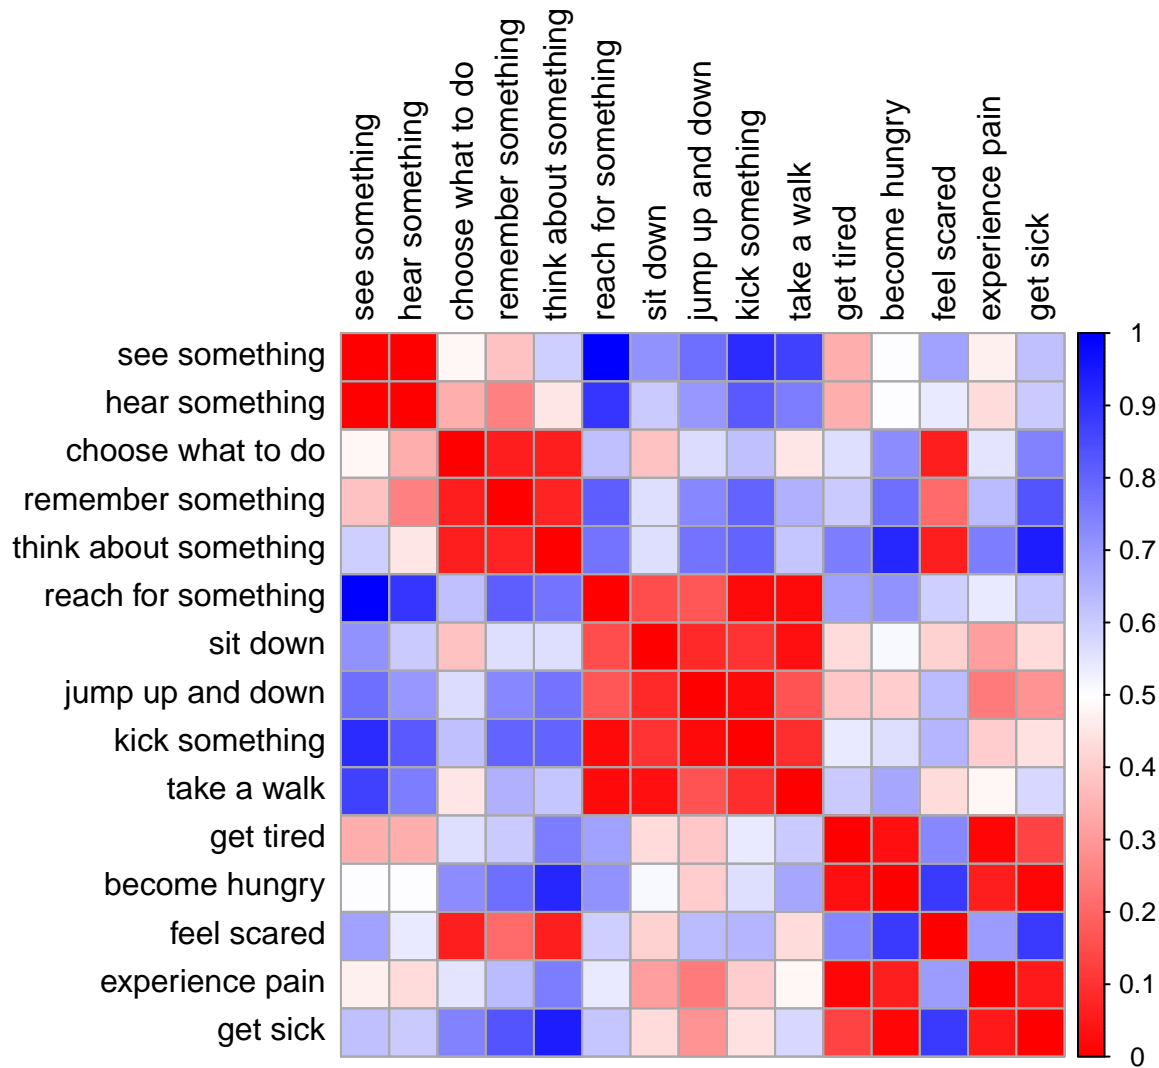 see something
hear something
choose what to do
remember something
think about something
reach for something
sit down
jump up and down
kick something
take a walk
get tired
become hungry
feel scared
experience pain
get sick
see something
hear something
choose what to do
remember something
think about something
reach for something
sit down
jump up and down
kick something
take a walk
get tired
become hungry
feel scared
experience pain
get sick
1
0.9
0.8
0.7
0.6
0.5
0.4
0.3
0.2
0.1
0